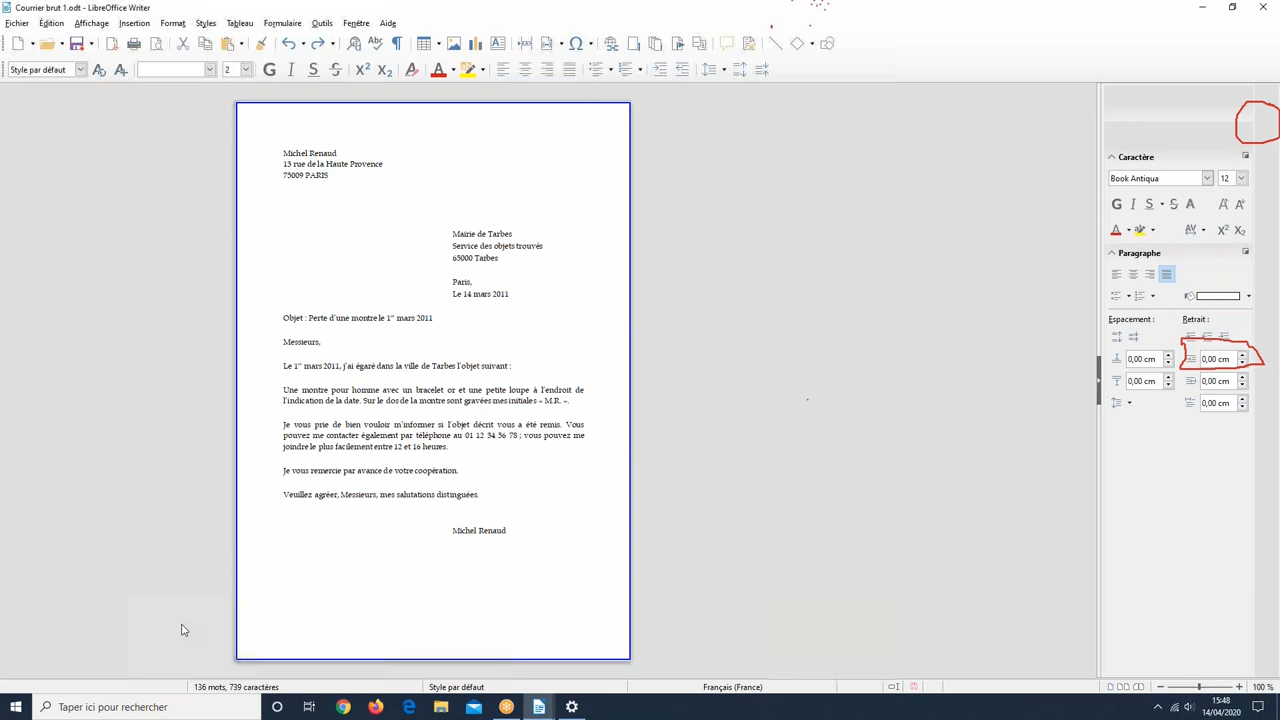 Courrier brut 1.odt - LibreOffice Writer
Fichier Édition Affichage Insertion Format Styles Tableau Formulaire Outils Fenêtre Aide
Style par défaut 2 G I S S X² X₂ A
Michel Renaud
13 rue de la Haute Provence
75009 PARIS
Mairie de Tarbes
Service des objets trouvés
65000 Tarbes
Paris,
Le 14 mars 2011
Objet : Perte d'une montre le 1er mars 2011
Messieurs,
Le 1er mars 2011, j'ai égaré dans la ville de Tarbes l'objet suivant :
Une montre pour homme avec un bracelet or et une petite loupe à l'endroit de
l'indication de la date. Sur le dos de la montre sont gravées mes initiales « M.R. ».
Je vous prie de bien vouloir m'informer si l'objet décrit vous a été remis. Vous
pouvez me contacter également par téléphone au 01 12 34 56 78 ; vous pouvez me
joindre le plus facilement entre 12 et 16 heures.
Je vous remercie par avance de votre coopération.
Veuillez agréer, Messieurs, mes salutations distinguées.
Michel Renaud
Caractère
Book Antiqua 12
G I S S A A A
A AV X² X₂
Paragraphe
Espacement : Retrait :
0,00 cm 0,00 cm
0,00 cm 0,00 cm
0,00 cm
136 mots, 739 caractères Style par défaut Français (France) 100 %
Taper ici pour rechercher
15:48
14/04/2020